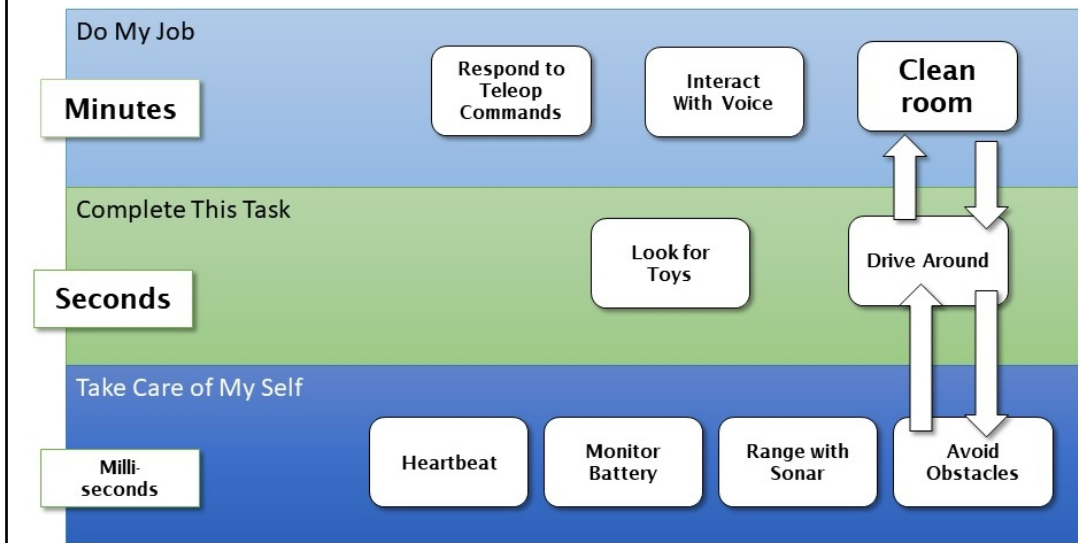 Do My Job
Minutes
Respond to
Teleop
Commands
Interact
With Voice
Clean
room
Complete This Task
Seconds
Look for
Toys
Drive Around
Take Care of My Self
Milli-
seconds
Heartbeat
Monitor
Battery
Range with
Sonar
Avoid
Obstacles